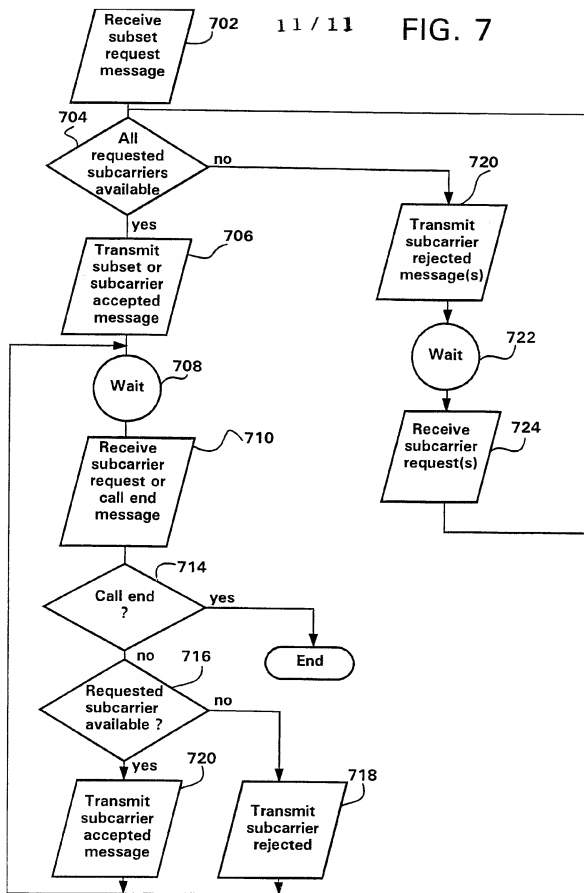 11 / 11 FIG. 7
Receive
subset
request
message
702
704
All
requested
subcarriers
available
no
yes
706
Transmit
subset or
subcarrier
accepted
message
720
Transmit
subcarrier
rejected
message(s)
Wait
708
Wait
722
710
Receive
subcarrier
request or
call end
message
Receive
subcarrier
request(s)
724
714
Call end
?
yes
no
End
716
Requested
subcarrier
available ?
no
yes
720
Transmit
subcarrier
accepted
message
718
Transmit
subcarrier
rejected